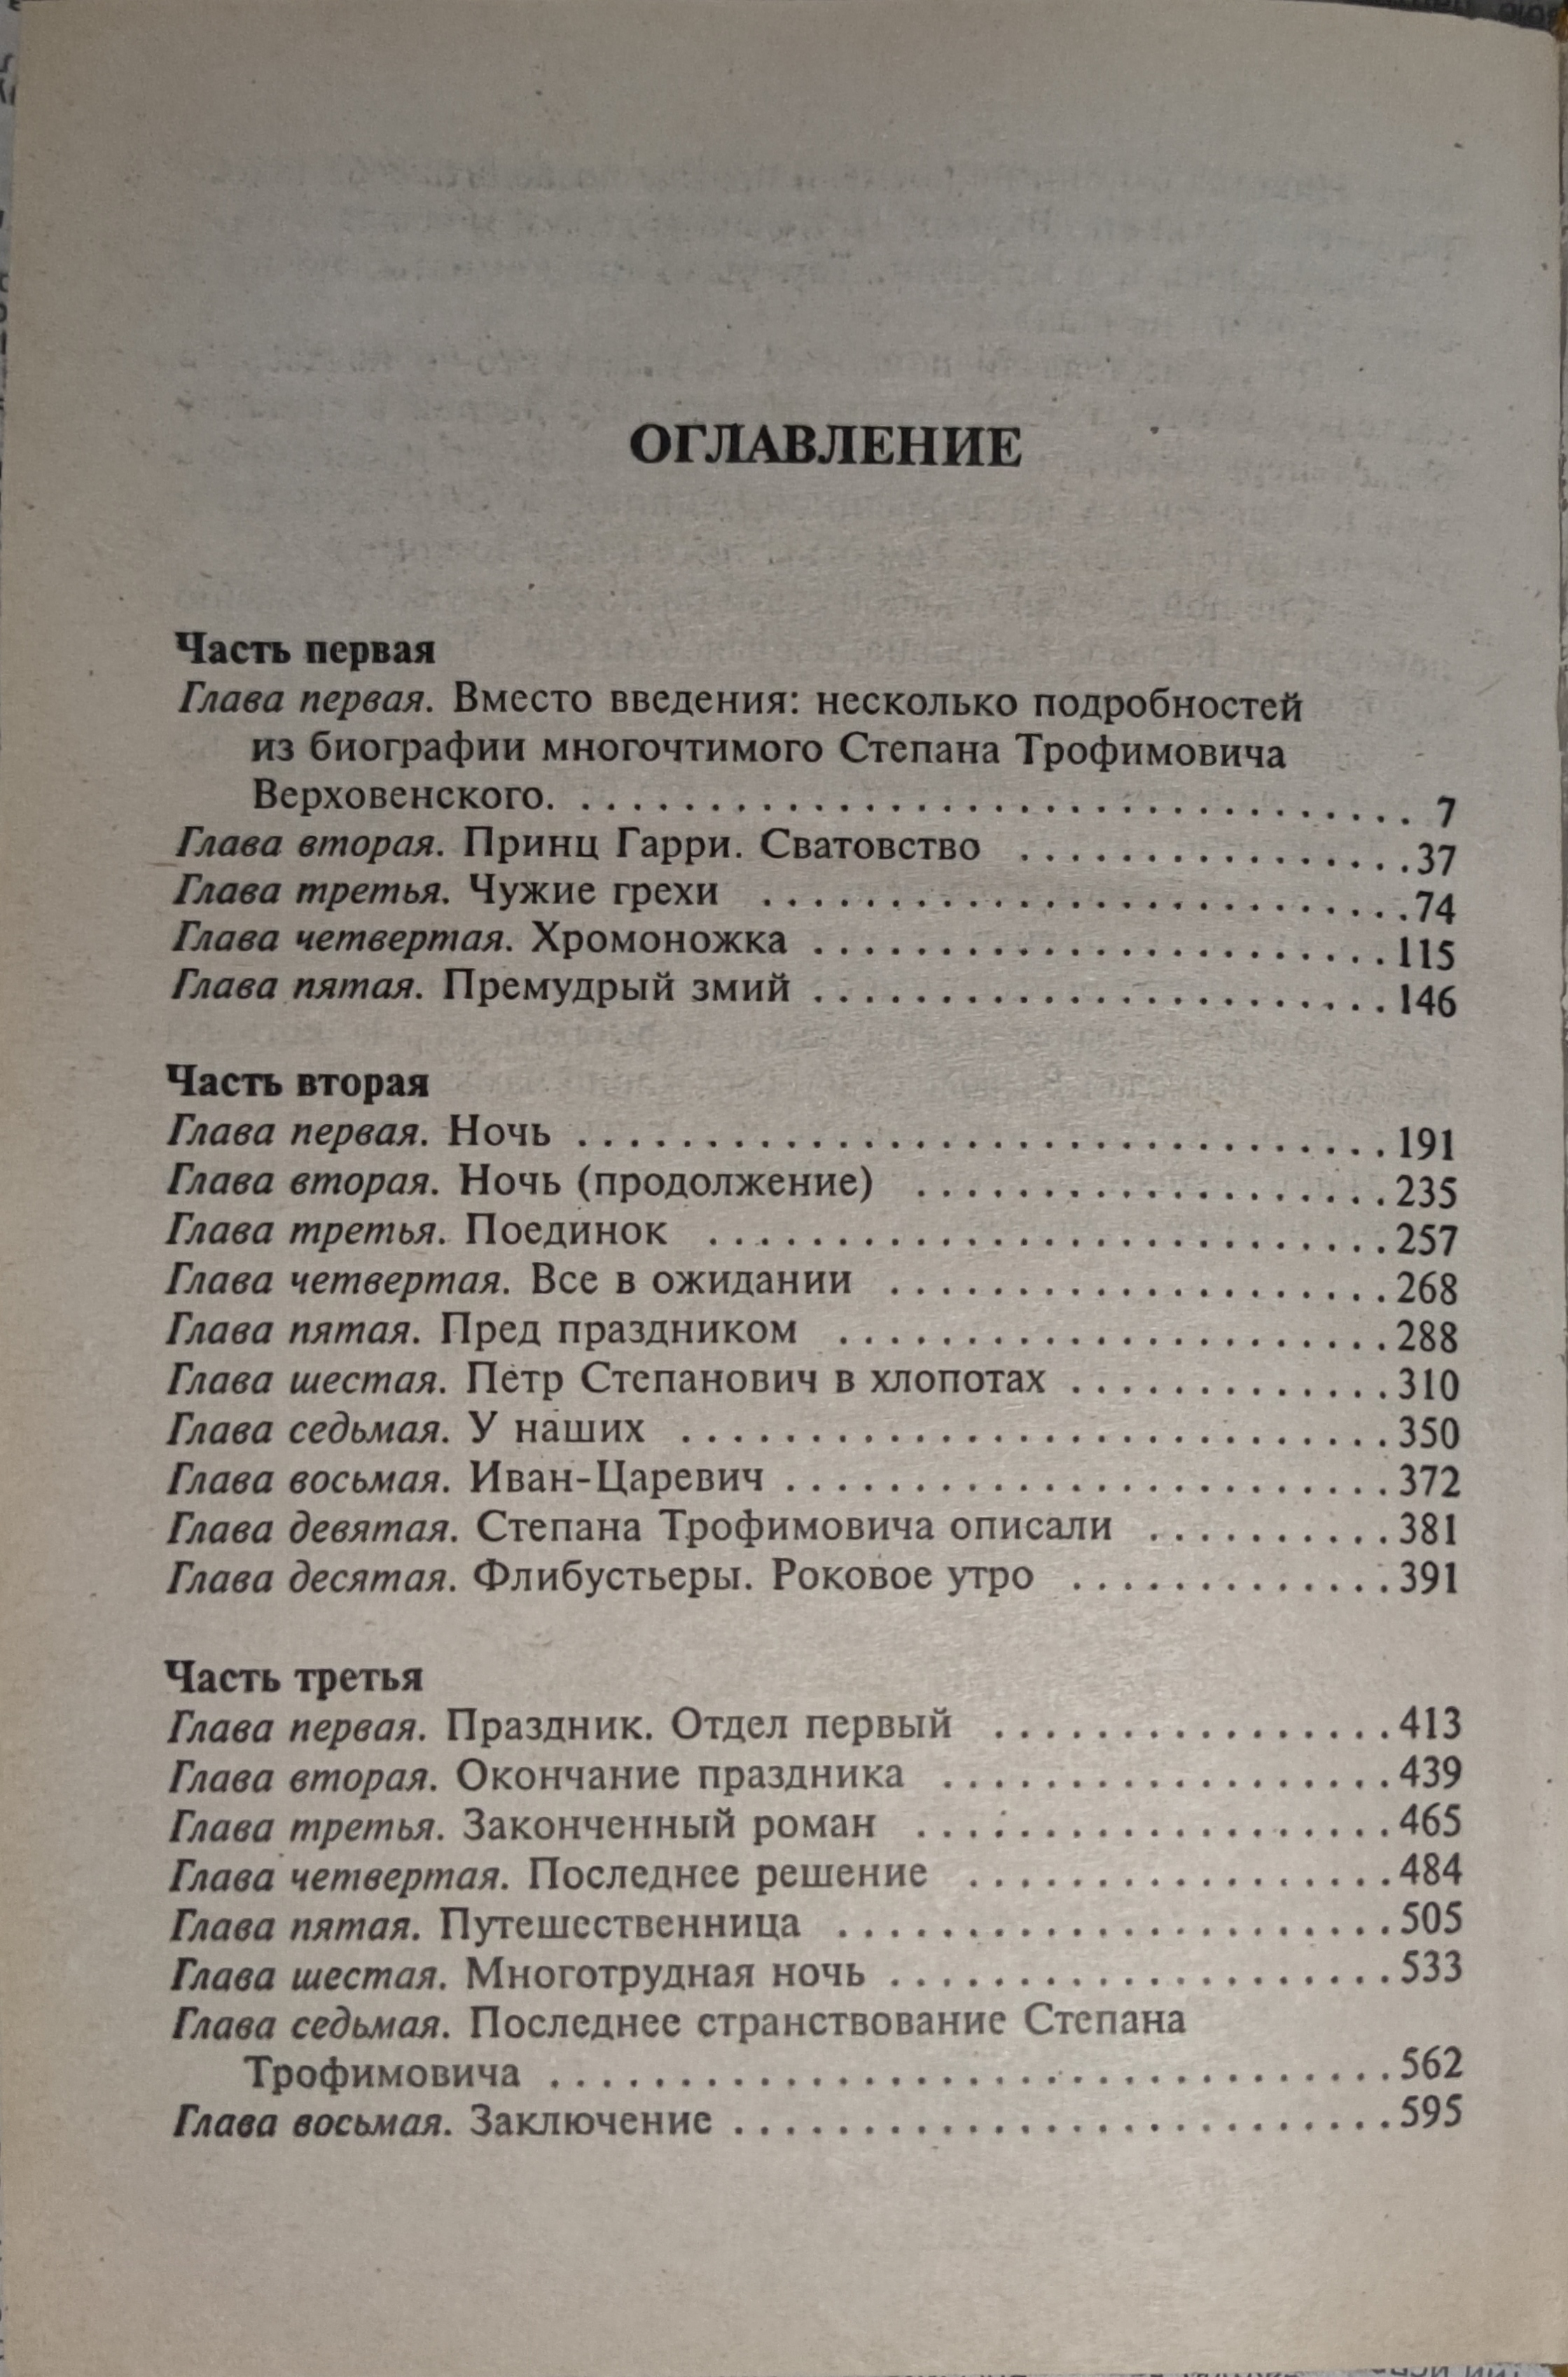 ОГЛАВЛЕНИЕ
Часть первая
Глава первая. Вместо введения: несколько подробностей
из биографии многочтимого Степана Трофимовича
Верховенского. . . . . . . . . . . . . . . . . . . . . . . . . . . . . . . . . . 7
Глава вторая. Принц Гарри. Сватовство . . . . . . . . . . . . . . . .37
Глава третья. Чужие грехи . . . . . . . . . . . . . . . . . . . . . . . . . .74
Глава четвертая. Хромоножка . . . . . . . . . . . . . . . . . . . . . . .115
Глава пятая. Премудрый змий . . . . . . . . . . . . . . . . . . . . . . .146
Часть вторая
Глава первая. Ночь . . . . . . . . . . . . . . . . . . . . . . . . . . . . . . . .191
Глава вторая. Ночь (продолжение) . . . . . . . . . . . . . . . . . . .235
Глава третья. Поединок . . . . . . . . . . . . . . . . . . . . . . . . . . .257
Глава четвертая. Все в ожидании . . . . . . . . . . . . . . . . . . . .268
Глава пятая. Пред праздником . . . . . . . . . . . . . . . . . . . . . .288
Глава шестая. Петр Степанович в хлопотах . . . . . . . . . . . . .310
Глава седьмая. У наших . . . . . . . . . . . . . . . . . . . . . . . . . . . .350
Глава восьмая. Иван-Царевич . . . . . . . . . . . . . . . . . . . . . . . .372
Глава девятая. Степана Трофимовича описали . . . . . . . . . .381
Глава десятая. Флибустьеры. Роковое утро . . . . . . . . . . . . .391
Часть третья
Глава первая. Праздник. Отдел первый . . . . . . . . . . . . . . . .413
Глава вторая. Окончание праздника . . . . . . . . . . . . . . . . . .439
Глава третья. Законченный роман . . . . . . . . . . . . . . . . . . .465
Глава четвертая. Последнее решение . . . . . . . . . . . . . . . . .484
Глава пятая. Путешественница . . . . . . . . . . . . . . . . . . . . . .505
Глава шестая. Многотрудная ночь . . . . . . . . . . . . . . . . . . . .533
Глава седьмая. Последнее странствование Степана
Трофимовича . . . . . . . . . . . . . . . . . . . . . . . . . . . . . . . . .562
Глава восьмая. Заключение . . . . . . . . . . . . . . . . . . . . . . . . . .595